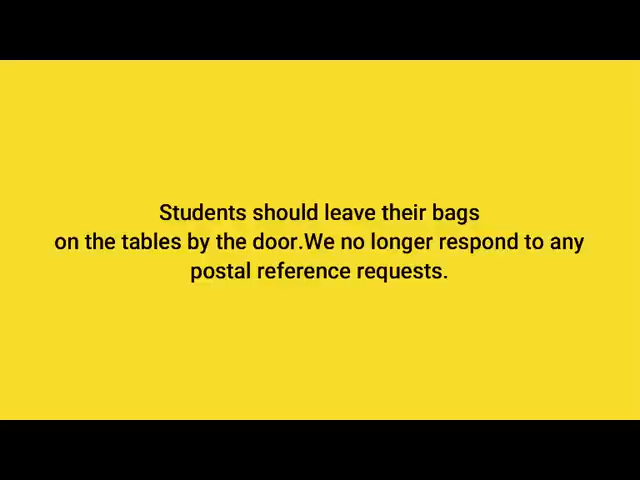 Students should leave their bags
on the tables by the door.We no longer respond to any
postal reference requests.